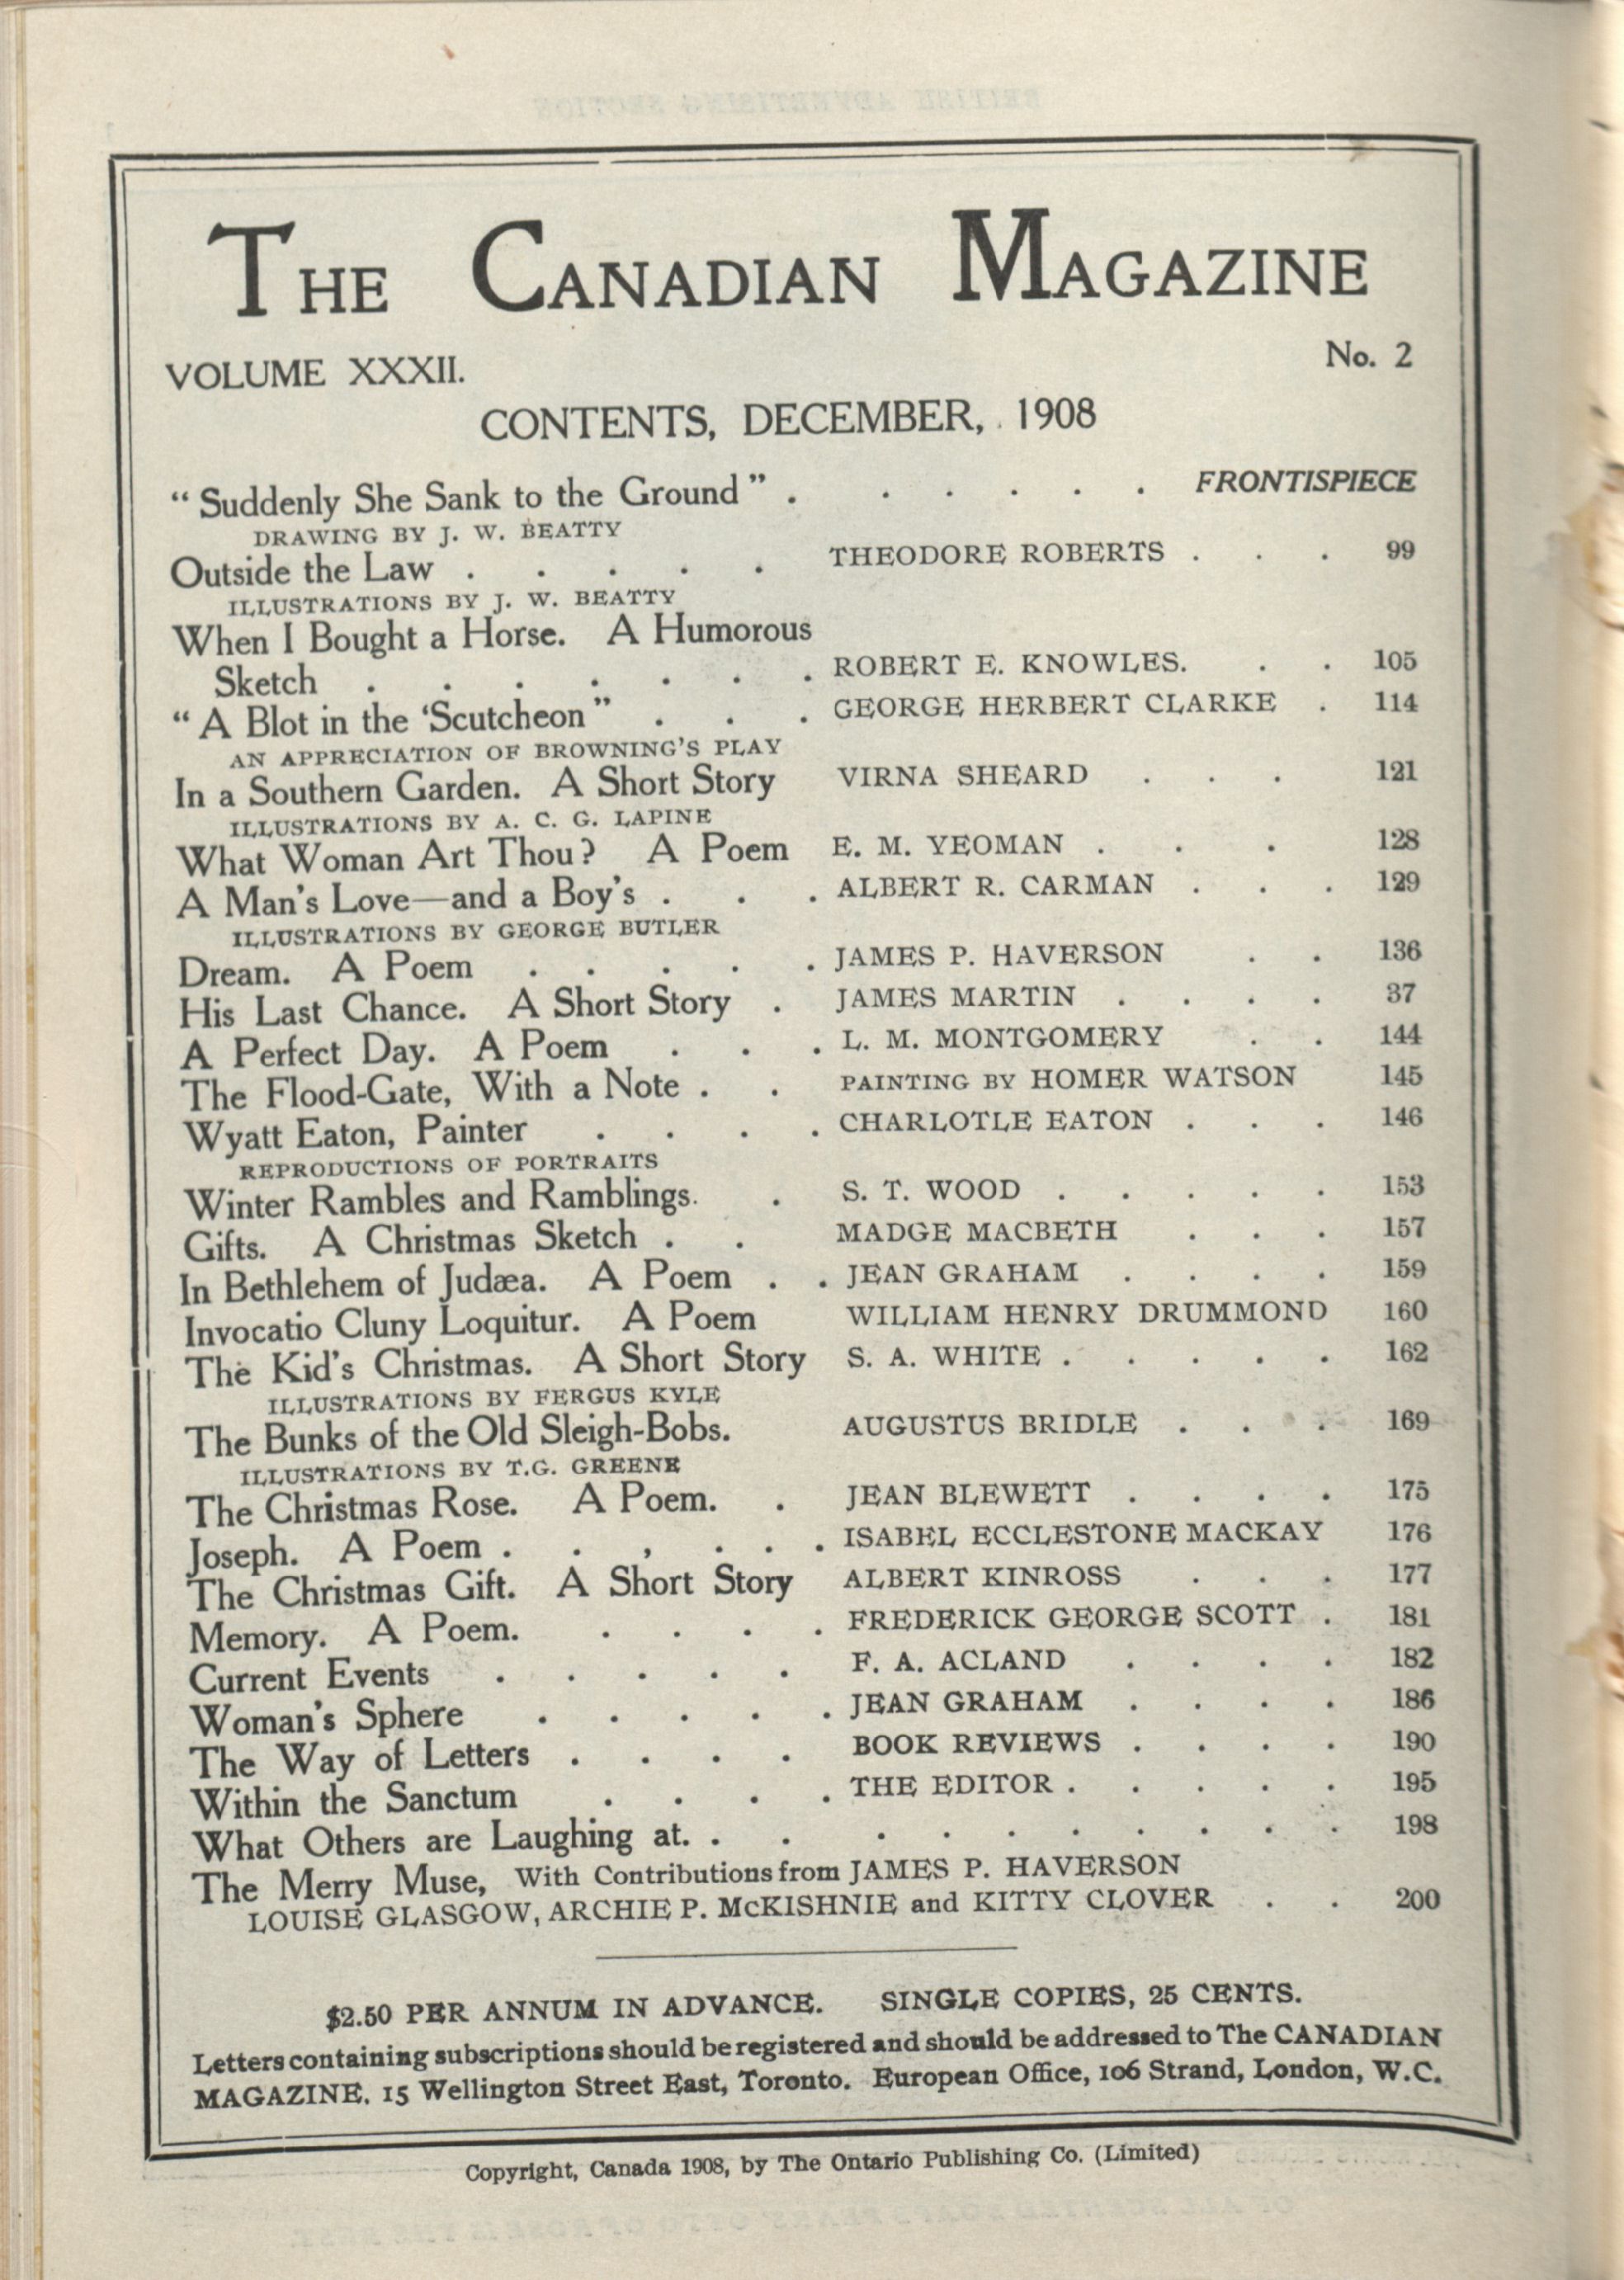 THE CANADIAN MAGAZINE
VOLUME XXXII. No. 2
CONTENTS, DECEMBER, 1908
"Suddenly She Sank to the Ground" . . . . . . FRONTISPIECE
DRAWING BY J. W. BEATTY
Outside the Law . . . . . THEODORE ROBERTS . . . 99
ILLUSTRATIONS BY J. W. BEATTY
When I Bought a Horse. A Humorous
Sketch . . . . . . . ROBERT E. KNOWLES. . . 105
"A Blot in the 'Scutcheon" . . . GEORGE HERBERT CLARKE . 114
AN APPRECIATION OF BROWNING'S PLAY
In a Southern Garden. A Short Story VIRNA SHEARD . . . 121
ILLUSTRATIONS BY A. C. G. LAPINE
What Woman Art Thou? A Poem E. M. YEOMAN . . . 128
A Man's Love—and a Boy's . . . ALBERT R. CARMAN . . . 129
ILLUSTRATIONS BY GEORGE BUTLER
Dream. A Poem . . . . . JAMES P. HAVERSON . . 136
His Last Chance. A Short Story . JAMES MARTIN . . . . 37
A Perfect Day. A Poem . . . L. M. MONTGOMERY . . 144
The Flood-Gate, With a Note . . PAINTING BY HOMER WATSON 145
Wyatt Eaton, Painter . . . . CHARLOTLE EATON . . . 146
REPRODUCTIONS OF PORTRAITS
Winter Rambles and Ramblings. . S. T. WOOD . . . . . 153
Gifts. A Christmas Sketch . . MADGE MACBETH . . . 157
In Bethlehem of Judæa. A Poem . . JEAN GRAHAM . . . . 159
Invocatio Cluny Loquitur. A Poem WILLIAM HENRY DRUMMOND 160
The Kid's Christmas. A Short Story S. A. WHITE . . . . . 162
ILLUSTRATIONS BY FERGUS KYLE
The Bunks of the Old Sleigh-Bobs. AUGUSTUS BRIDLE . . . 169
ILLUSTRATIONS BY T.G. GREENE
The Christmas Rose. A Poem. . JEAN BLEWETT . . . . 175
Joseph. A Poem . . , . . . ISABEL ECCLESTONE MACKAY 176
The Christmas Gift. A Short Story ALBERT KINROSS . . . 177
Memory. A Poem. . . . . FREDERICK GEORGE SCOTT . 181
Current Events . . . . . F. A. ACLAND . . . . 182
Woman's Sphere . . . . . JEAN GRAHAM . . . . 186
The Way of Letters . . . . BOOK REVIEWS . . . . 190
Within the Sanctum . . . . THE EDITOR . . . . . 195
What Others are Laughing at. . . . . . . . . . . 198
The Merry Muse, With Contributions from JAMES P. HAVERSON
LOUISE GLASGOW, ARCHIE P. McKISHNIE and KITTY CLOVER . . 200
$2.50 PER ANNUM IN ADVANCE. SINGLE COPIES, 25 CENTS.
Letters containing subscriptions should be registered and should be addressed to The CANADIAN
MAGAZINE. 15 Wellington Street East, Toronto. European Office, 106 Strand, London, W.C.
Copyright, Canada 1908, by The Ontario Publishing Co. (Limited)